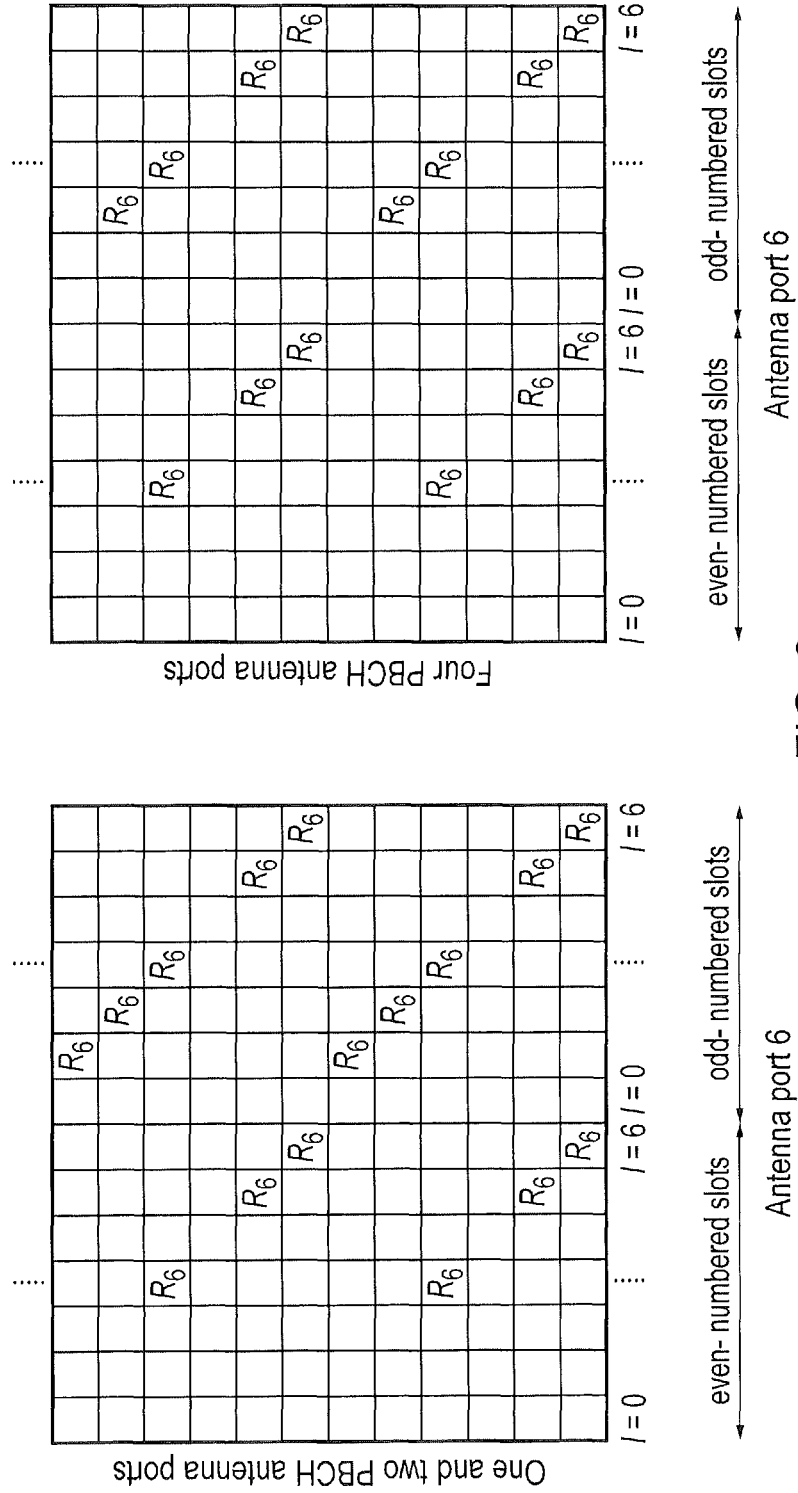 One and two PBCH antenna ports
R6
R6
R6 R6
R6 R6
R6 R6
R6
R6
R6 R6
R6 R6
R6 R6
l = 0 l = 6 l = 0 l = 6
even- numbered slots odd- numbered slots
Antenna port 6
Four PBCH antenna ports
R6
R6 R6
R6 R6
R6 R6
R6
R6 R6
R6 R6
R6 R6
l = 0 l = 6 l = 0 l = 6
even- numbered slots odd- numbered slots
Antenna port 6